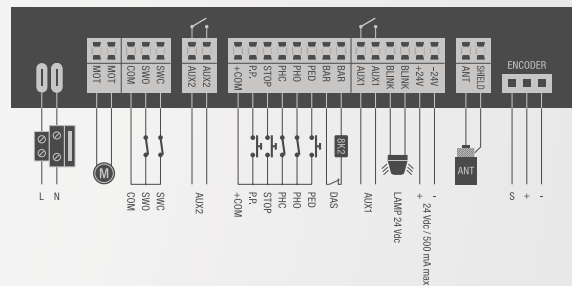 MOT
MOT
COM
SWO
SWC
AUX2
AUX2
+COM
P.P.
STOP
PHC
PHO
PED
BAR
BAR
AUX1
AUX1
BLINK
BLINK
+24V
-24V
ANT
SHIELD
ENCODER
M
8K2
ANT
L N
COM
SWO
SWC
AUX2
+COM
P.P.
STOP
PHC
PHO
PED
DAS
AUX1
LAMP 24 Vdc
+ -
24 Vdc / 500 mA max
S + -